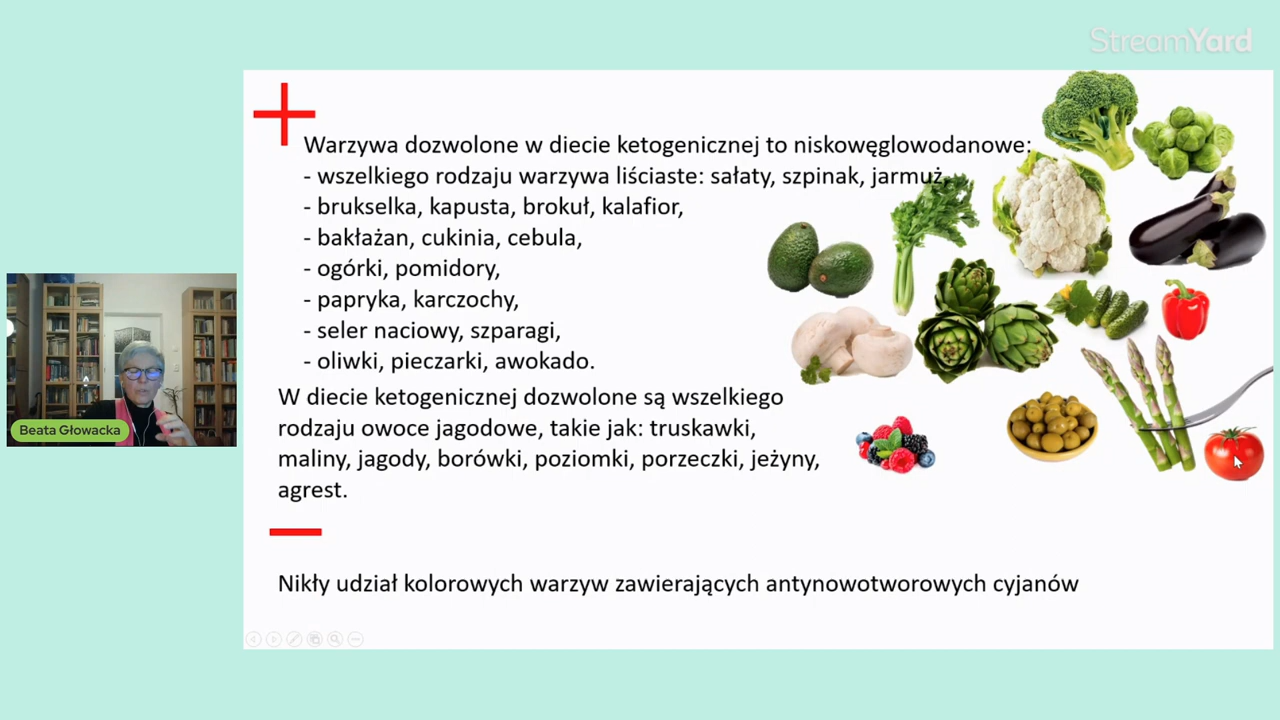 StreamYard
Warzywa dozwolone w diecie ketogenicznej to niskowęglowodanowe:
- wszelkiego rodzaju warzywa liściaste: sałaty, szpinak, jarmuż,
- brukselka, kapusta, brokuł, kalafior,
- bakłażan, cukinia, cebula,
- ogórki, pomidory,
- papryka, karczochy,
- seler naciowy, szparagi,
- oliwki, pieczarki, awokado.
W diecie ketogenicznej dozwolone są wszelkiego
rodzaju owoce jagodowe, takie jak: truskawki,
maliny, jagody, borówki, poziomki, porzeczki, jeżyny,
agrest.
Nikły udział kolorowych warzyw zawierających antynowotworowych cyjanów
Beata Głowacka